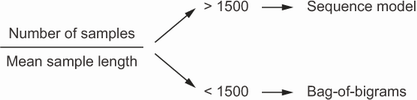 > 1500 Sequence model
Number of samples
Mean sample length
< 1500 Bag-of-bigrams